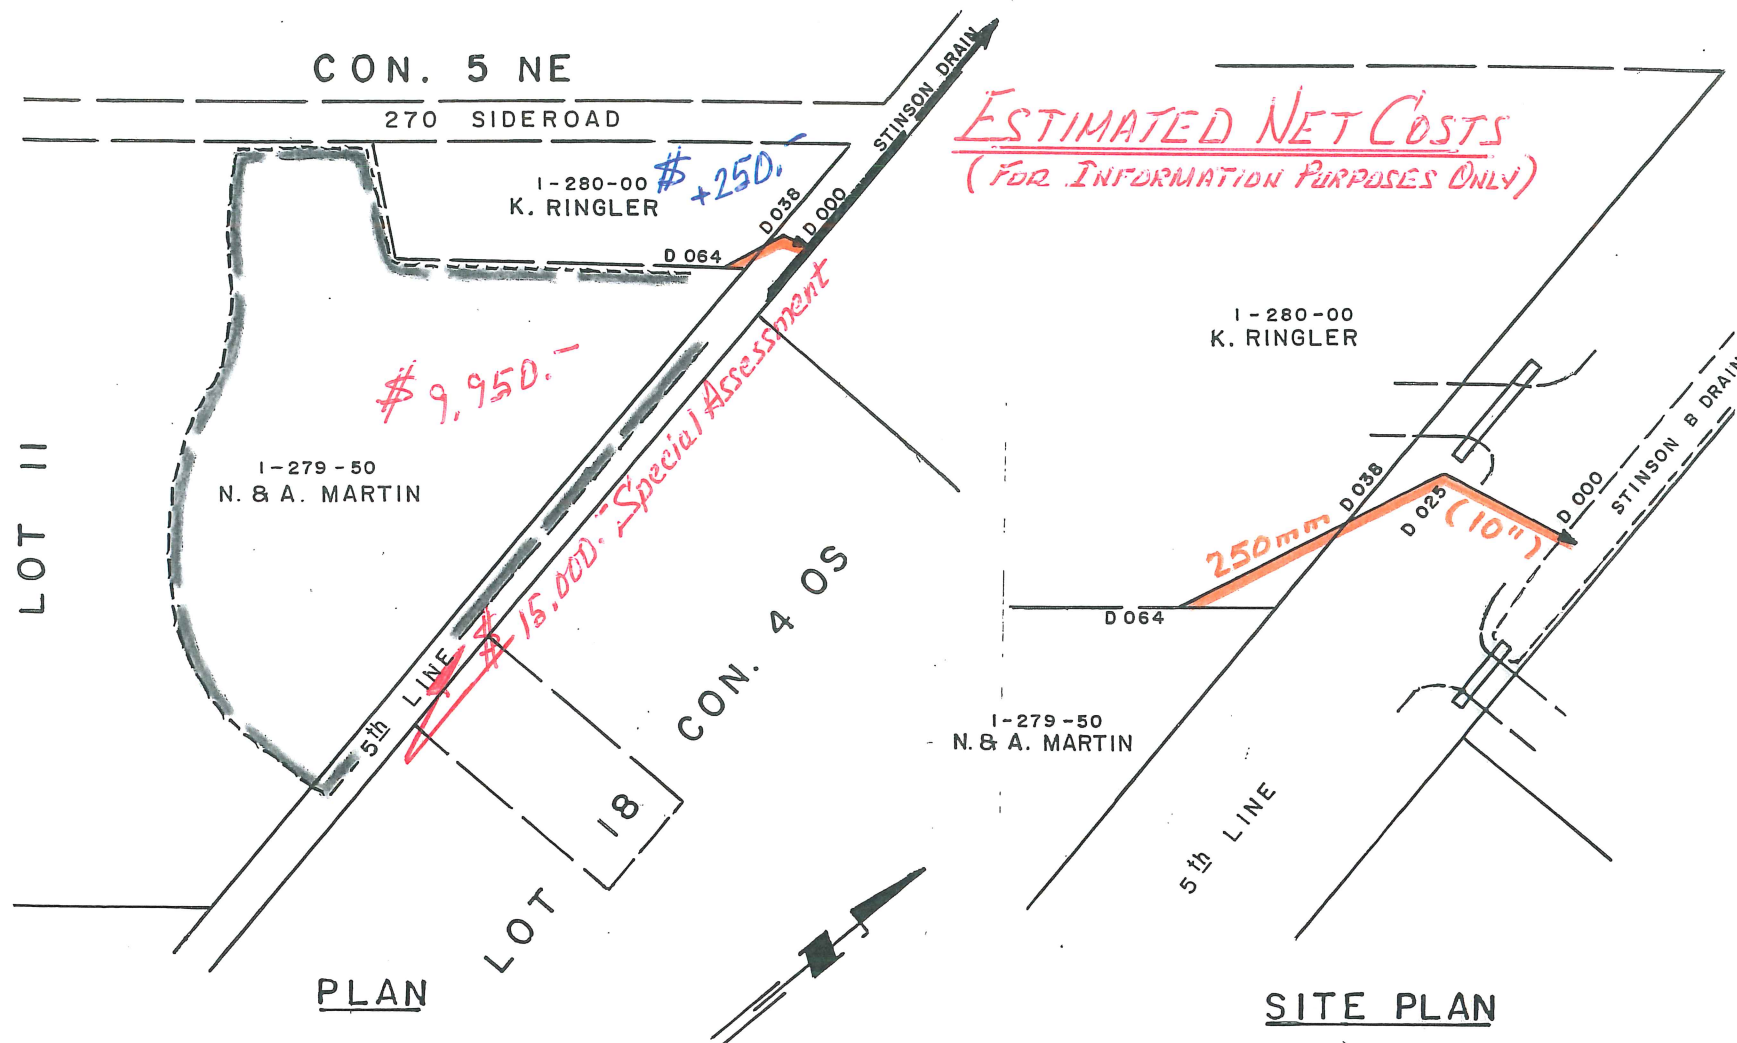 CON. 5 NE
270 SIDEROAD
STINSON DRAIN
1-280-00
K. RINGLER
$ +250.-
D 038
D 000
D 064
$ 9,950.-
1-279-50
N. & A. MARTIN
LOT 11
$ 15,000.- Special Assessment
5th LINE
CON. 4 OS
LOT 18
PLAN
ESTIMATED NET COSTS
(FOR INFORMATION PURPOSES ONLY)
1-280-00
K. RINGLER
STINSON B DRAIN
D 038
D 025
D 000
250mm
(10")
D 064
1-279-50
N. & A. MARTIN
5th LINE
SITE PLAN